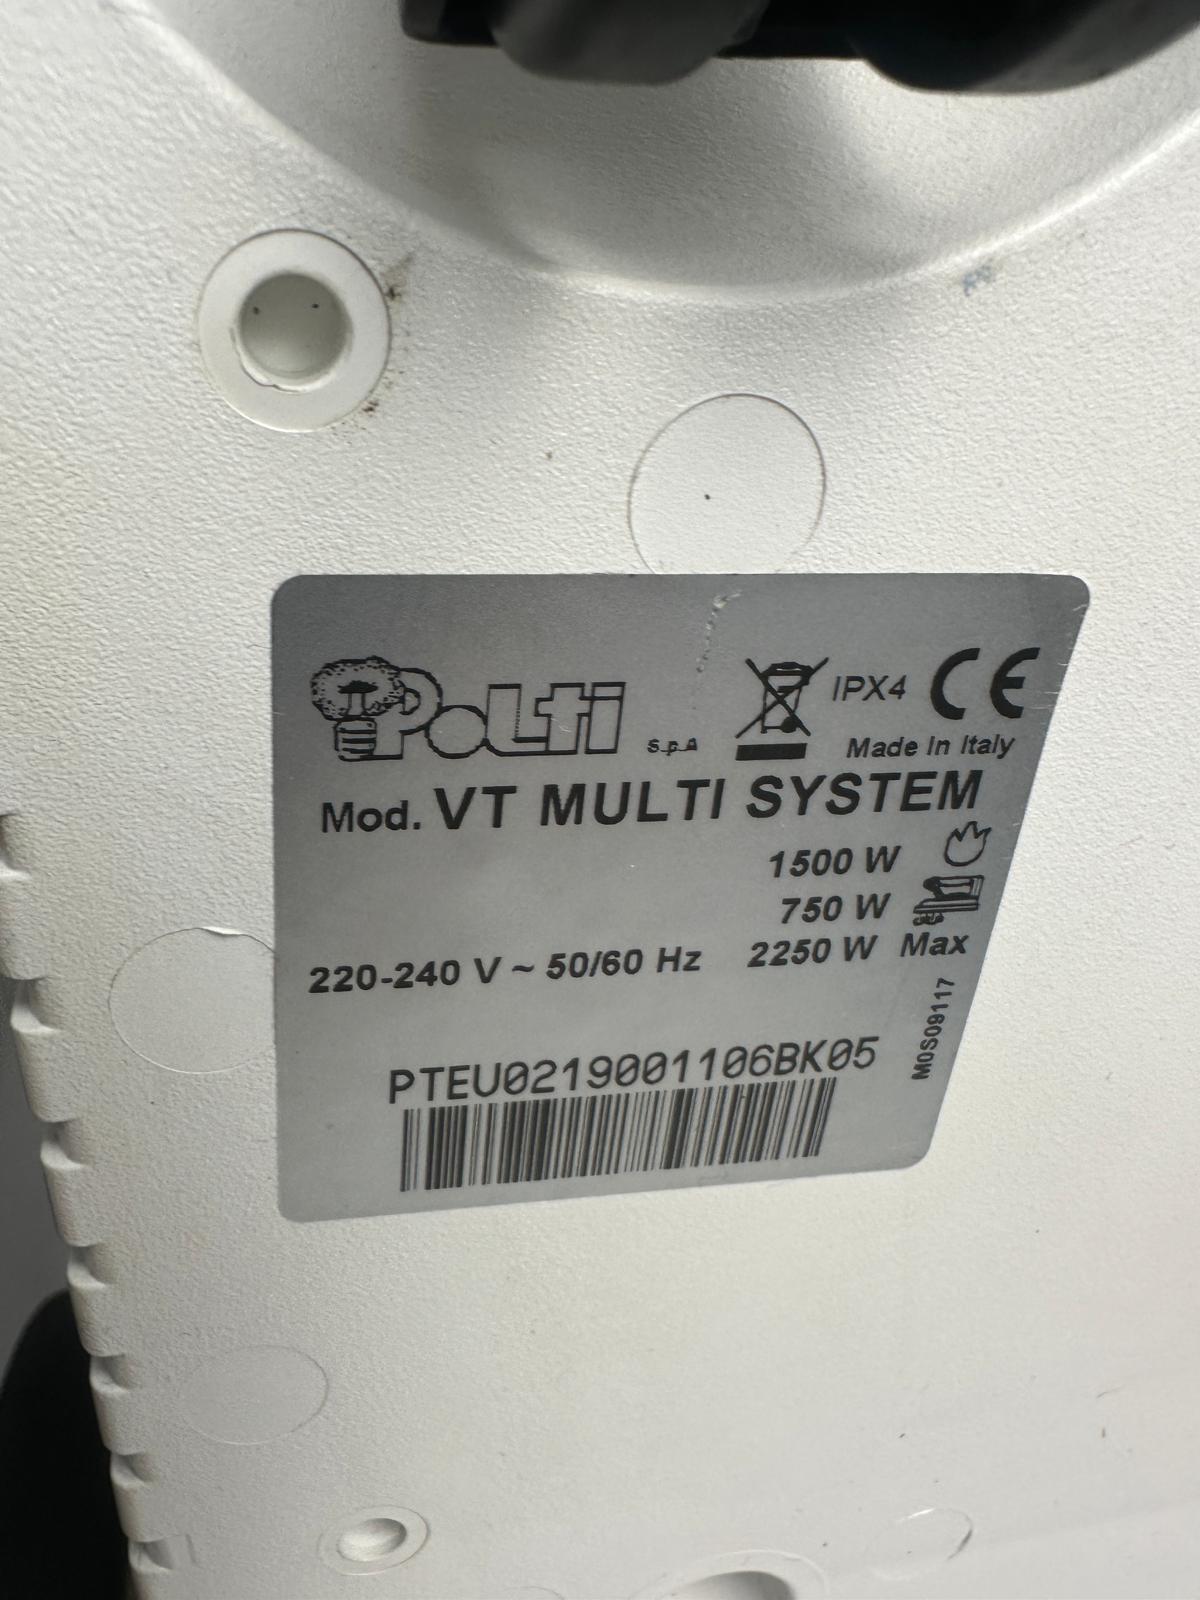 Polti S.p.A IPX4 CE
Made in Italy
Mod. VT MULTI SYSTEM
1500 W
750 W
220-240 V ~ 50/60 Hz 2250 W Max
M0S09117
PTEU0219001106BK05